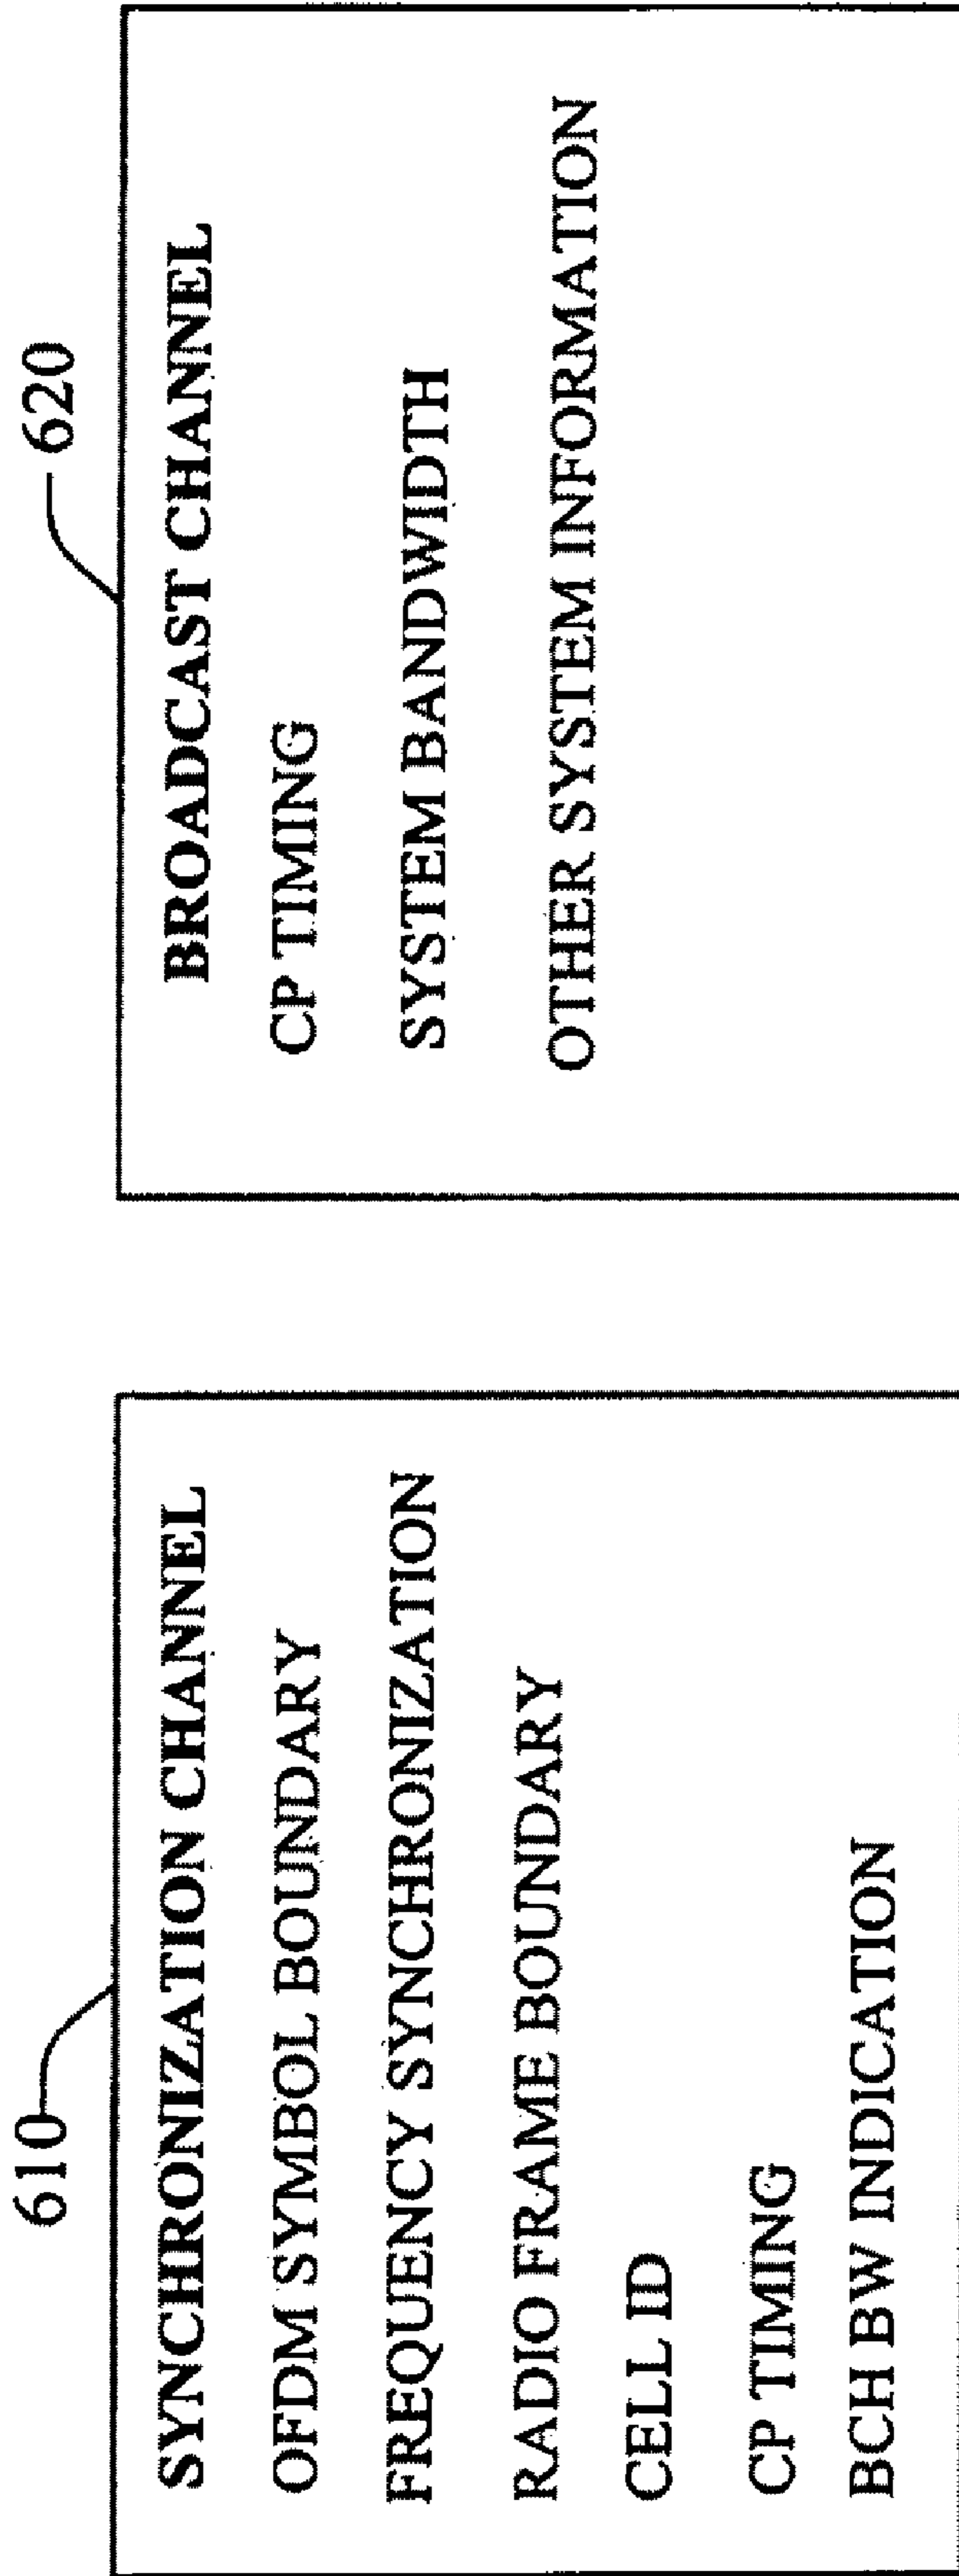 610
SYNCHRONIZATION CHANNEL
OFDM SYMBOL BOUNDARY
FREQUENCY SYNCHRONIZATION
RADIO FRAME BOUNDARY
CELL ID
CP TIMING
BCH BW INDICATION
620
BROADCAST CHANNEL
CP TIMING
SYSTEM BANDWIDTH
OTHER SYSTEM INFORMATION